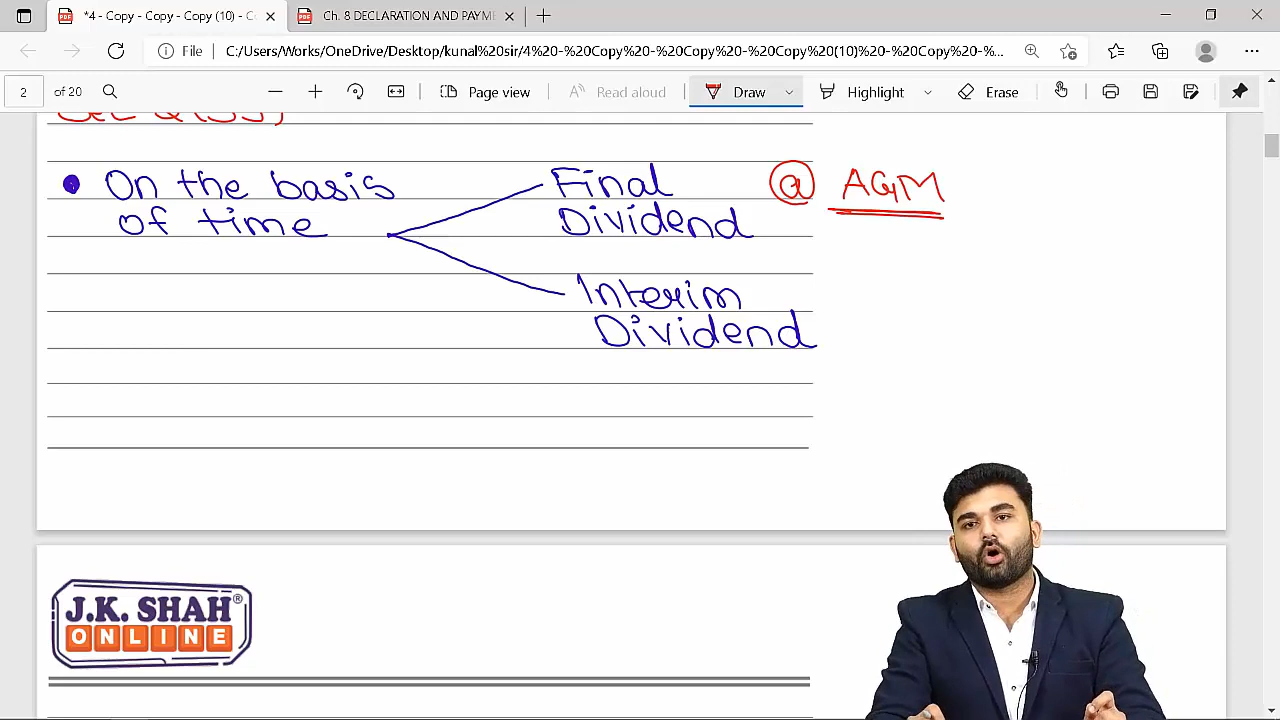 *4 - Copy - Copy - Copy (10) - C
Ch. 8 DECLARATION AND PAYME
File
C:/Users/Works/OneDrive/Desktop/kunal%20sir/4%20-%20Copy%20-%20Copy%20-%20Copy%20(10)%20-%20Copy%20-%...
2 of 20
Page view
Read aloud
Draw
Highlight
Erase
On the basis
of time
Final
Dividend
@ AGM
Interim
Dividend
J.K. SHAH®
ONLINE